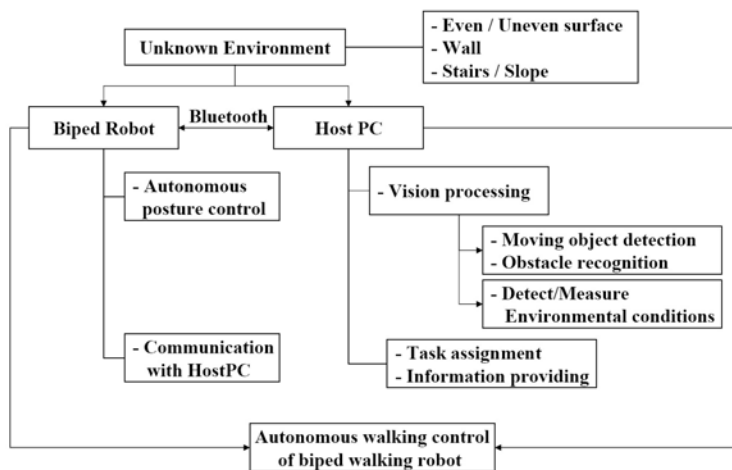 Unknown Environment
- Even / Uneven surface
- Wall
- Stairs / Slope
Biped Robot
Bluetooth
Host PC
- Autonomous
posture control
- Vision processing
- Moving object detection
- Obstacle recognition
- Detect/Measure
Environmental conditions
- Communication
with HostPC
- Task assignment
- Information providing
Autonomous walking control
of biped walking robot